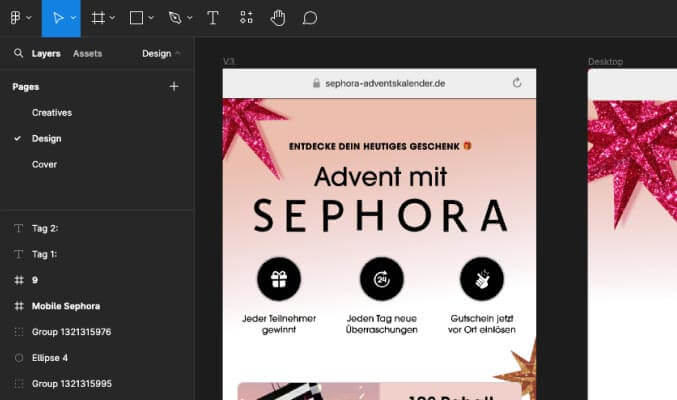 Layers
Assets
Design
Pages
Creatives
Design
Cover
Tag 2:
Tag 1:
9
Mobile Sephora
Group 1321315976
Ellipse 4
Group 1321315995
V3
sephora-adventskalender.de
ENTDECKE DEIN HEUTIGES GESCHENK
Advent mit
SEPHORA
24
Jeder Teilnehmer
gewinnt
Jeden Tag neue
Überraschungen
Gutschein jetzt
vor Ort einlösen
Desktop